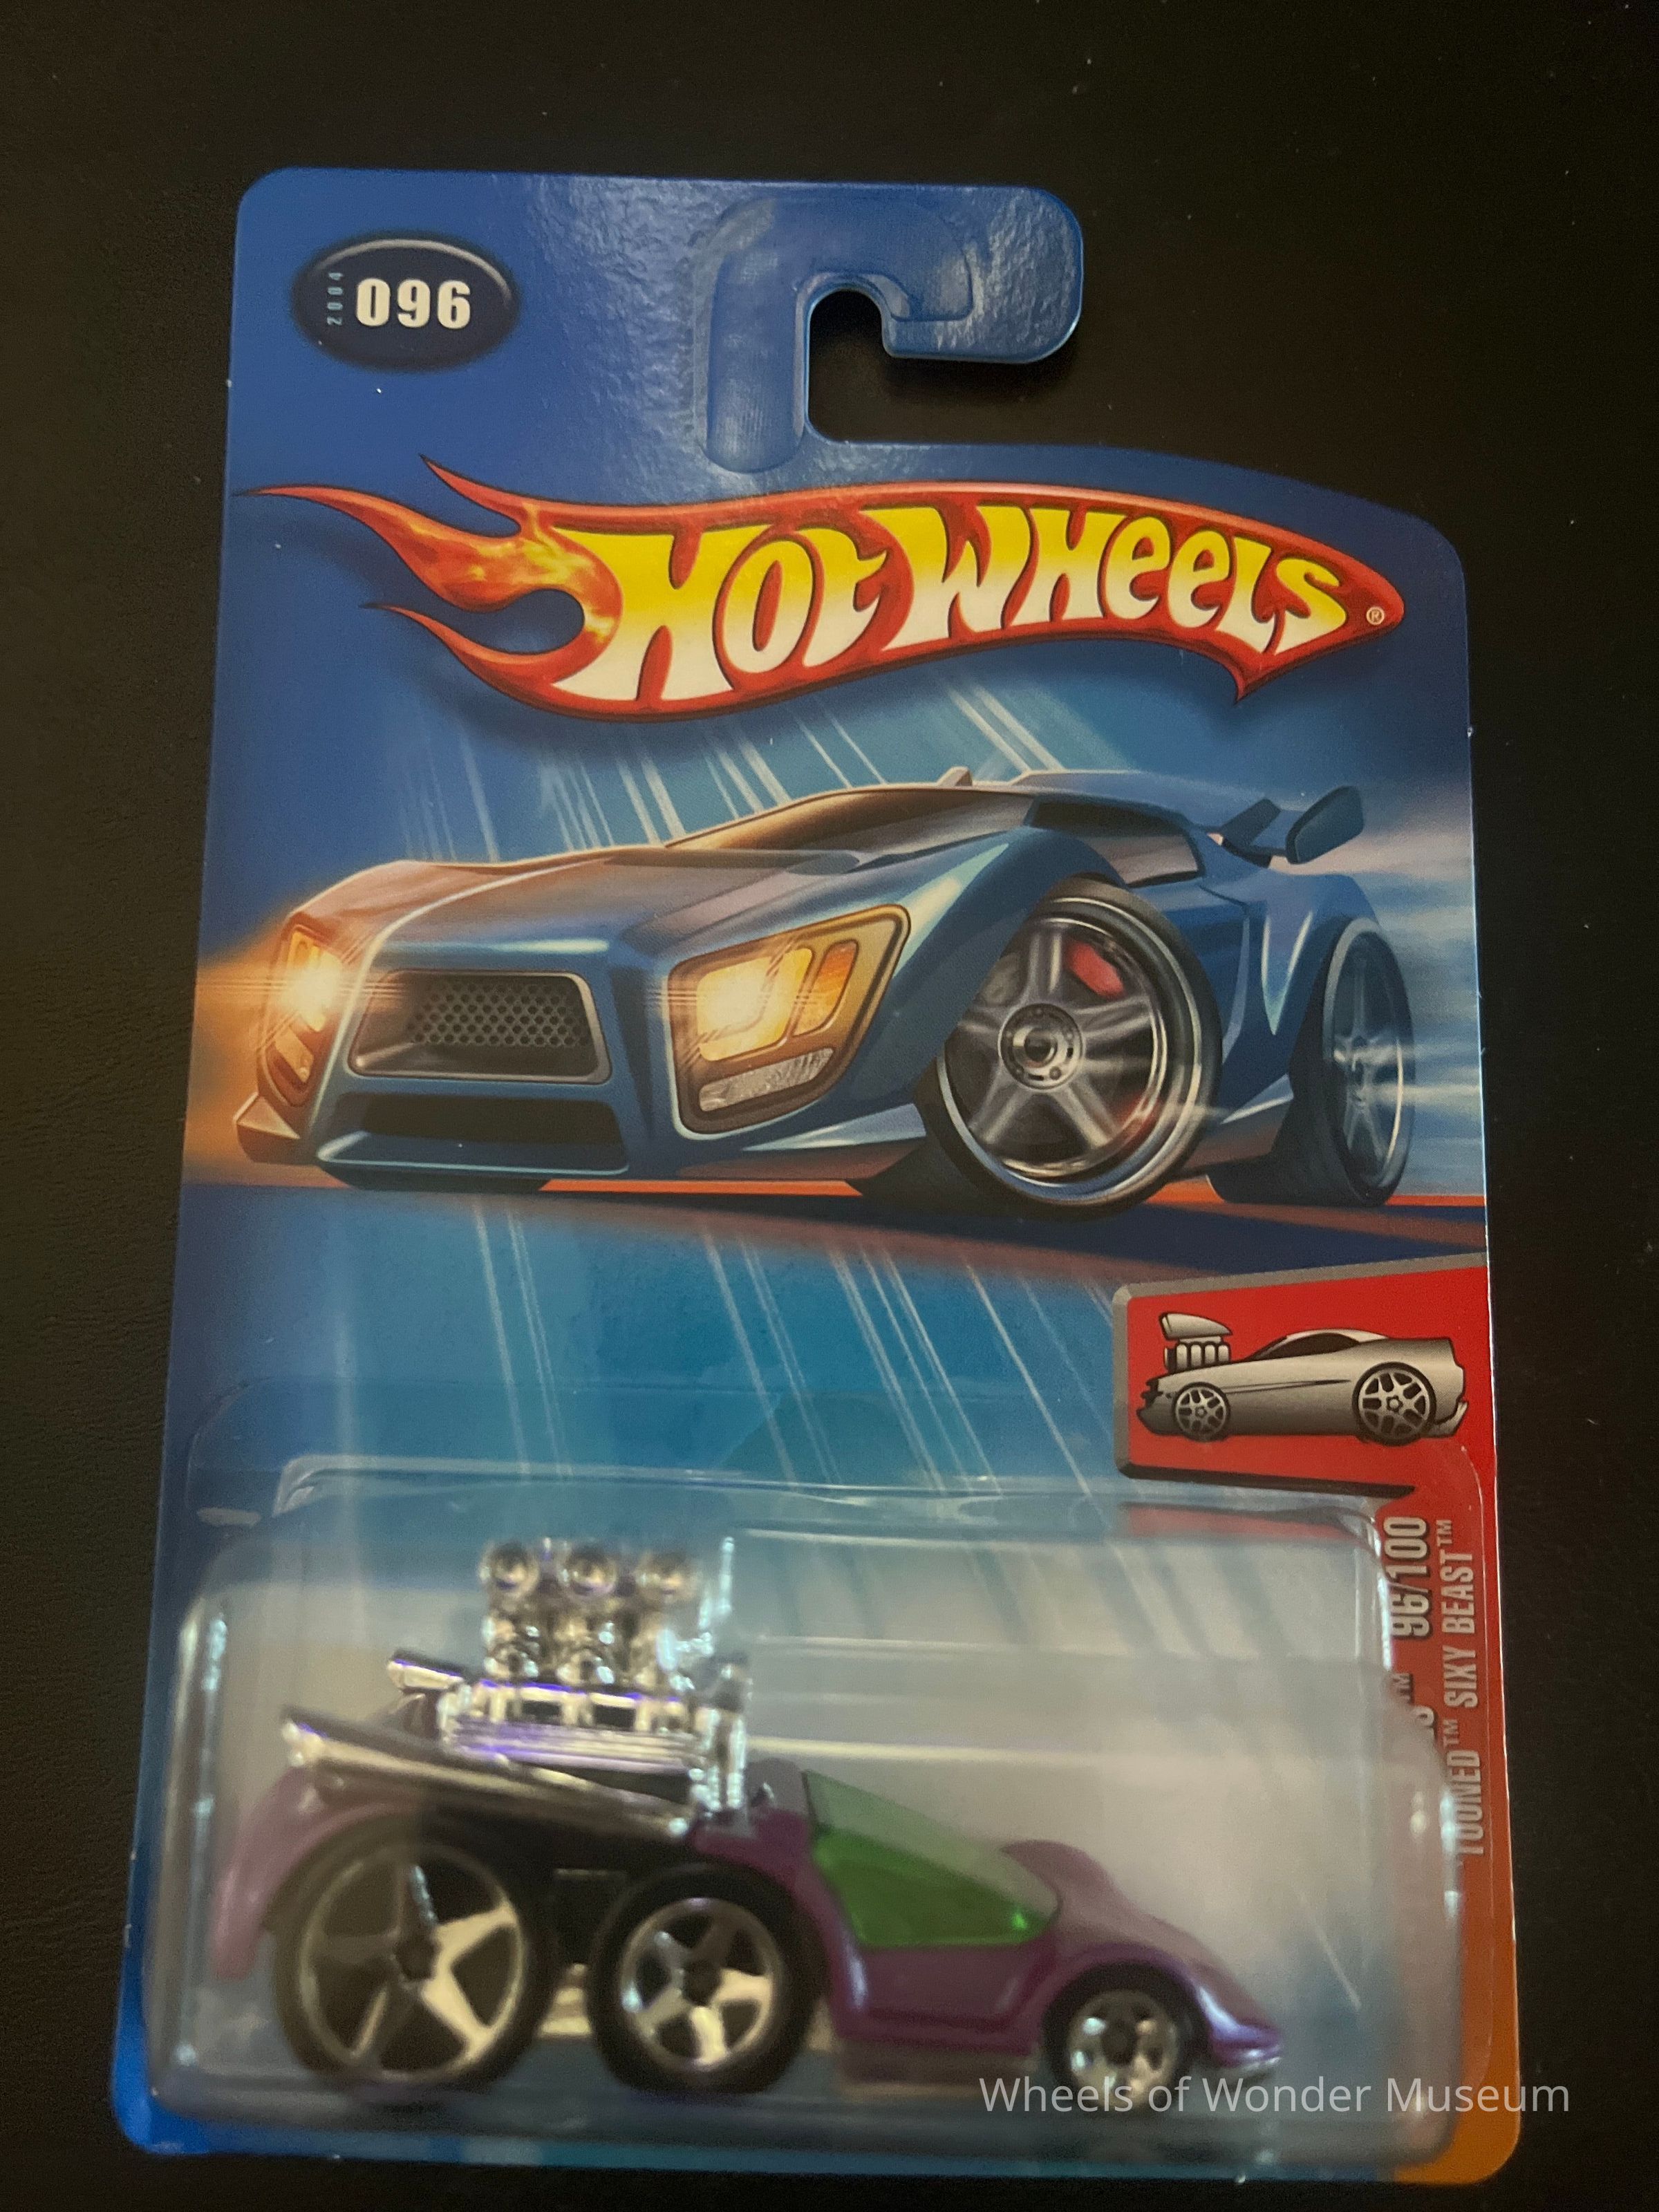 2004
096
HOT WHEELS®
96/100
'TOONED™ SIXY BEAST™
Wheels of Wonder Museum